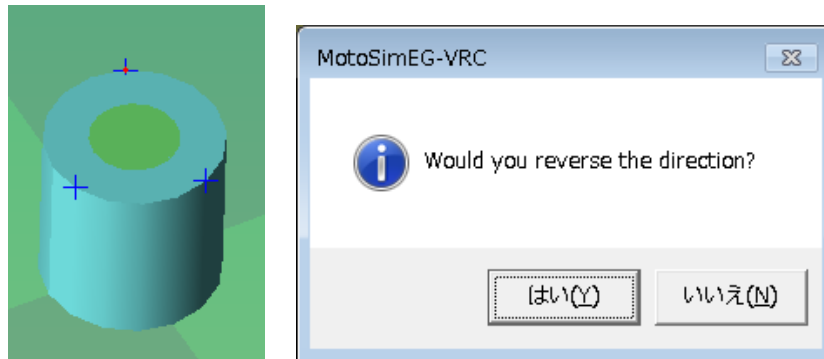 MotoSimEG-VRC
Would you reverse the direction?
はい(Y)
いいえ(N)